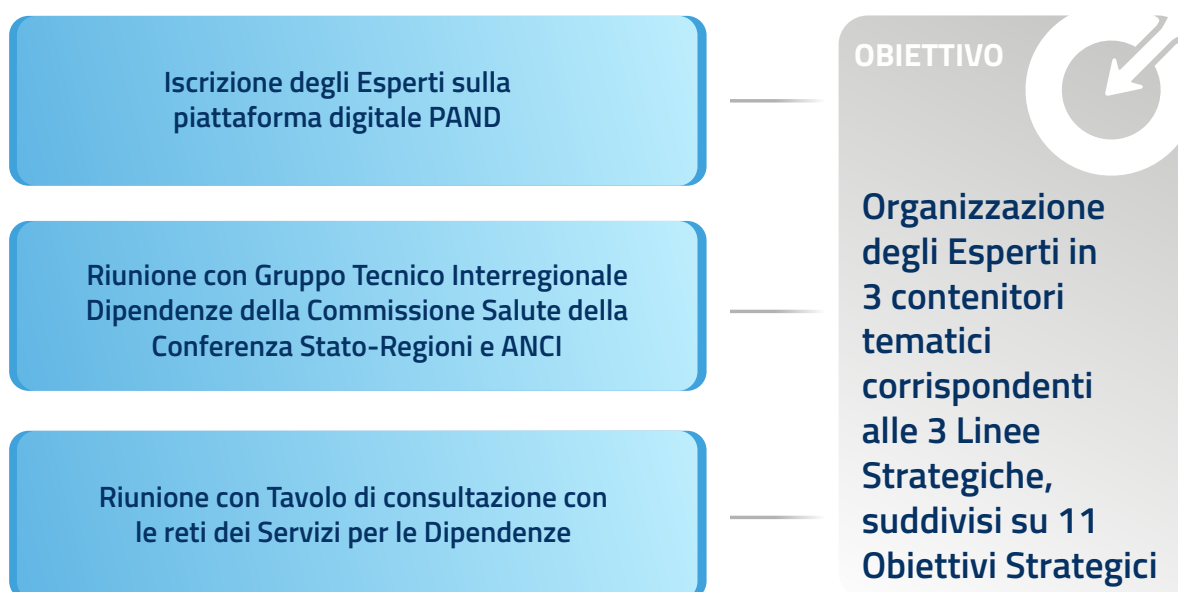 Iscrizione degli Esperti sulla
piattaforma digitale PAND
Riunione con Gruppo Tecnico Interregionale
Dipendenze della Commissione Salute della
Conferenza Stato-Regioni e ANCI
Riunione con Tavolo di consultazione con
le reti dei Servizi per le Dipendenze
OBIETTIVO
Organizzazione
degli Esperti in
3 contenitori
tematici
corrispondenti
alle 3 Linee
Strategiche,
suddivisi su 11
Obiettivi Strategici